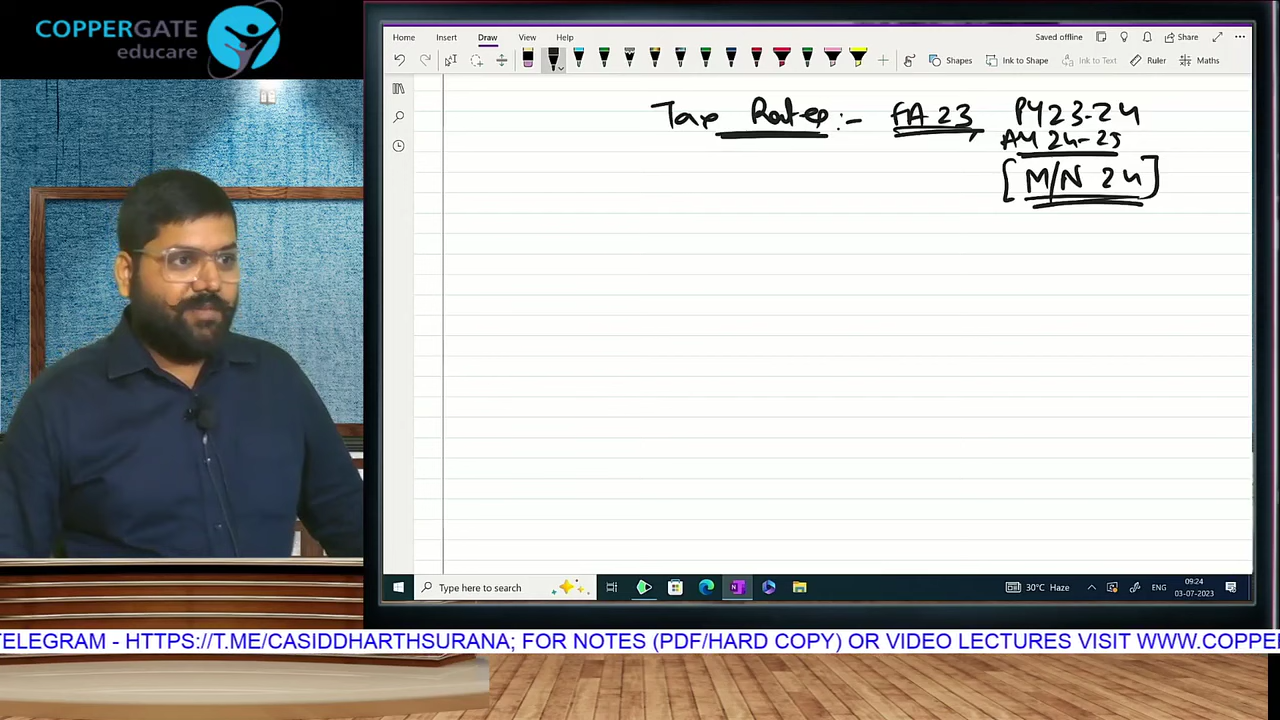 COPPERGATE
educare
Home Insert Draw View Help
Saved offline
Share
Shapes
Ink to Shape
Ink to Text
Ruler
Maths
Tax Rates :- FA 23 PY 23-24
AY 24-25
[M/N 24]
Type here to search
30°C Haze
ENG
09:24
03-07-2023
TELEGRAM - HTTPS://T.ME/CASIDDHARTHSURANA; FOR NOTES (PDF/HARD COPY) OR VIDEO LECTURES VISIT WWW.COPPE